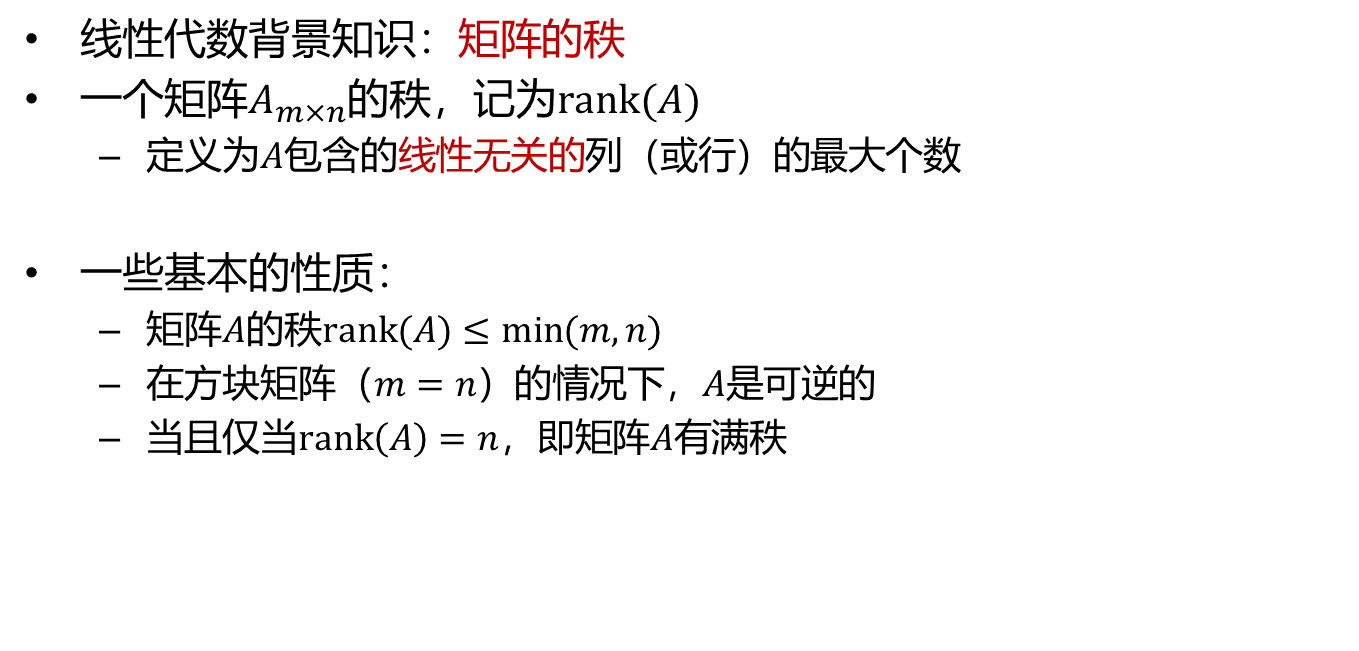 • 线性代数背景知识：矩阵的秩
• 一个矩阵𝐴ₘₓₙ的秩，记为rank(𝐴)
– 定义为𝐴包含的线性无关的列（或行）的最大个数
• 一些基本的性质：
– 矩阵𝐴的秩rank(𝐴) ≤ min(𝑚, 𝑛)
– 在方块矩阵（𝑚 = 𝑛）的情况下，𝐴是可逆的
– 当且仅当rank(𝐴) = 𝑛，即矩阵𝐴有满秩